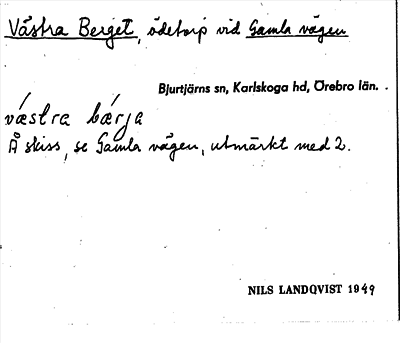 Västra Berget, ödetorp vid Gamla vägen
Bjurtjärns sn, Karlskoga hd, Örebro län.
væstra bærja
Å skiss, se Gamla vägen, utmärkt med 2.
NILS LANDQVIST 1949